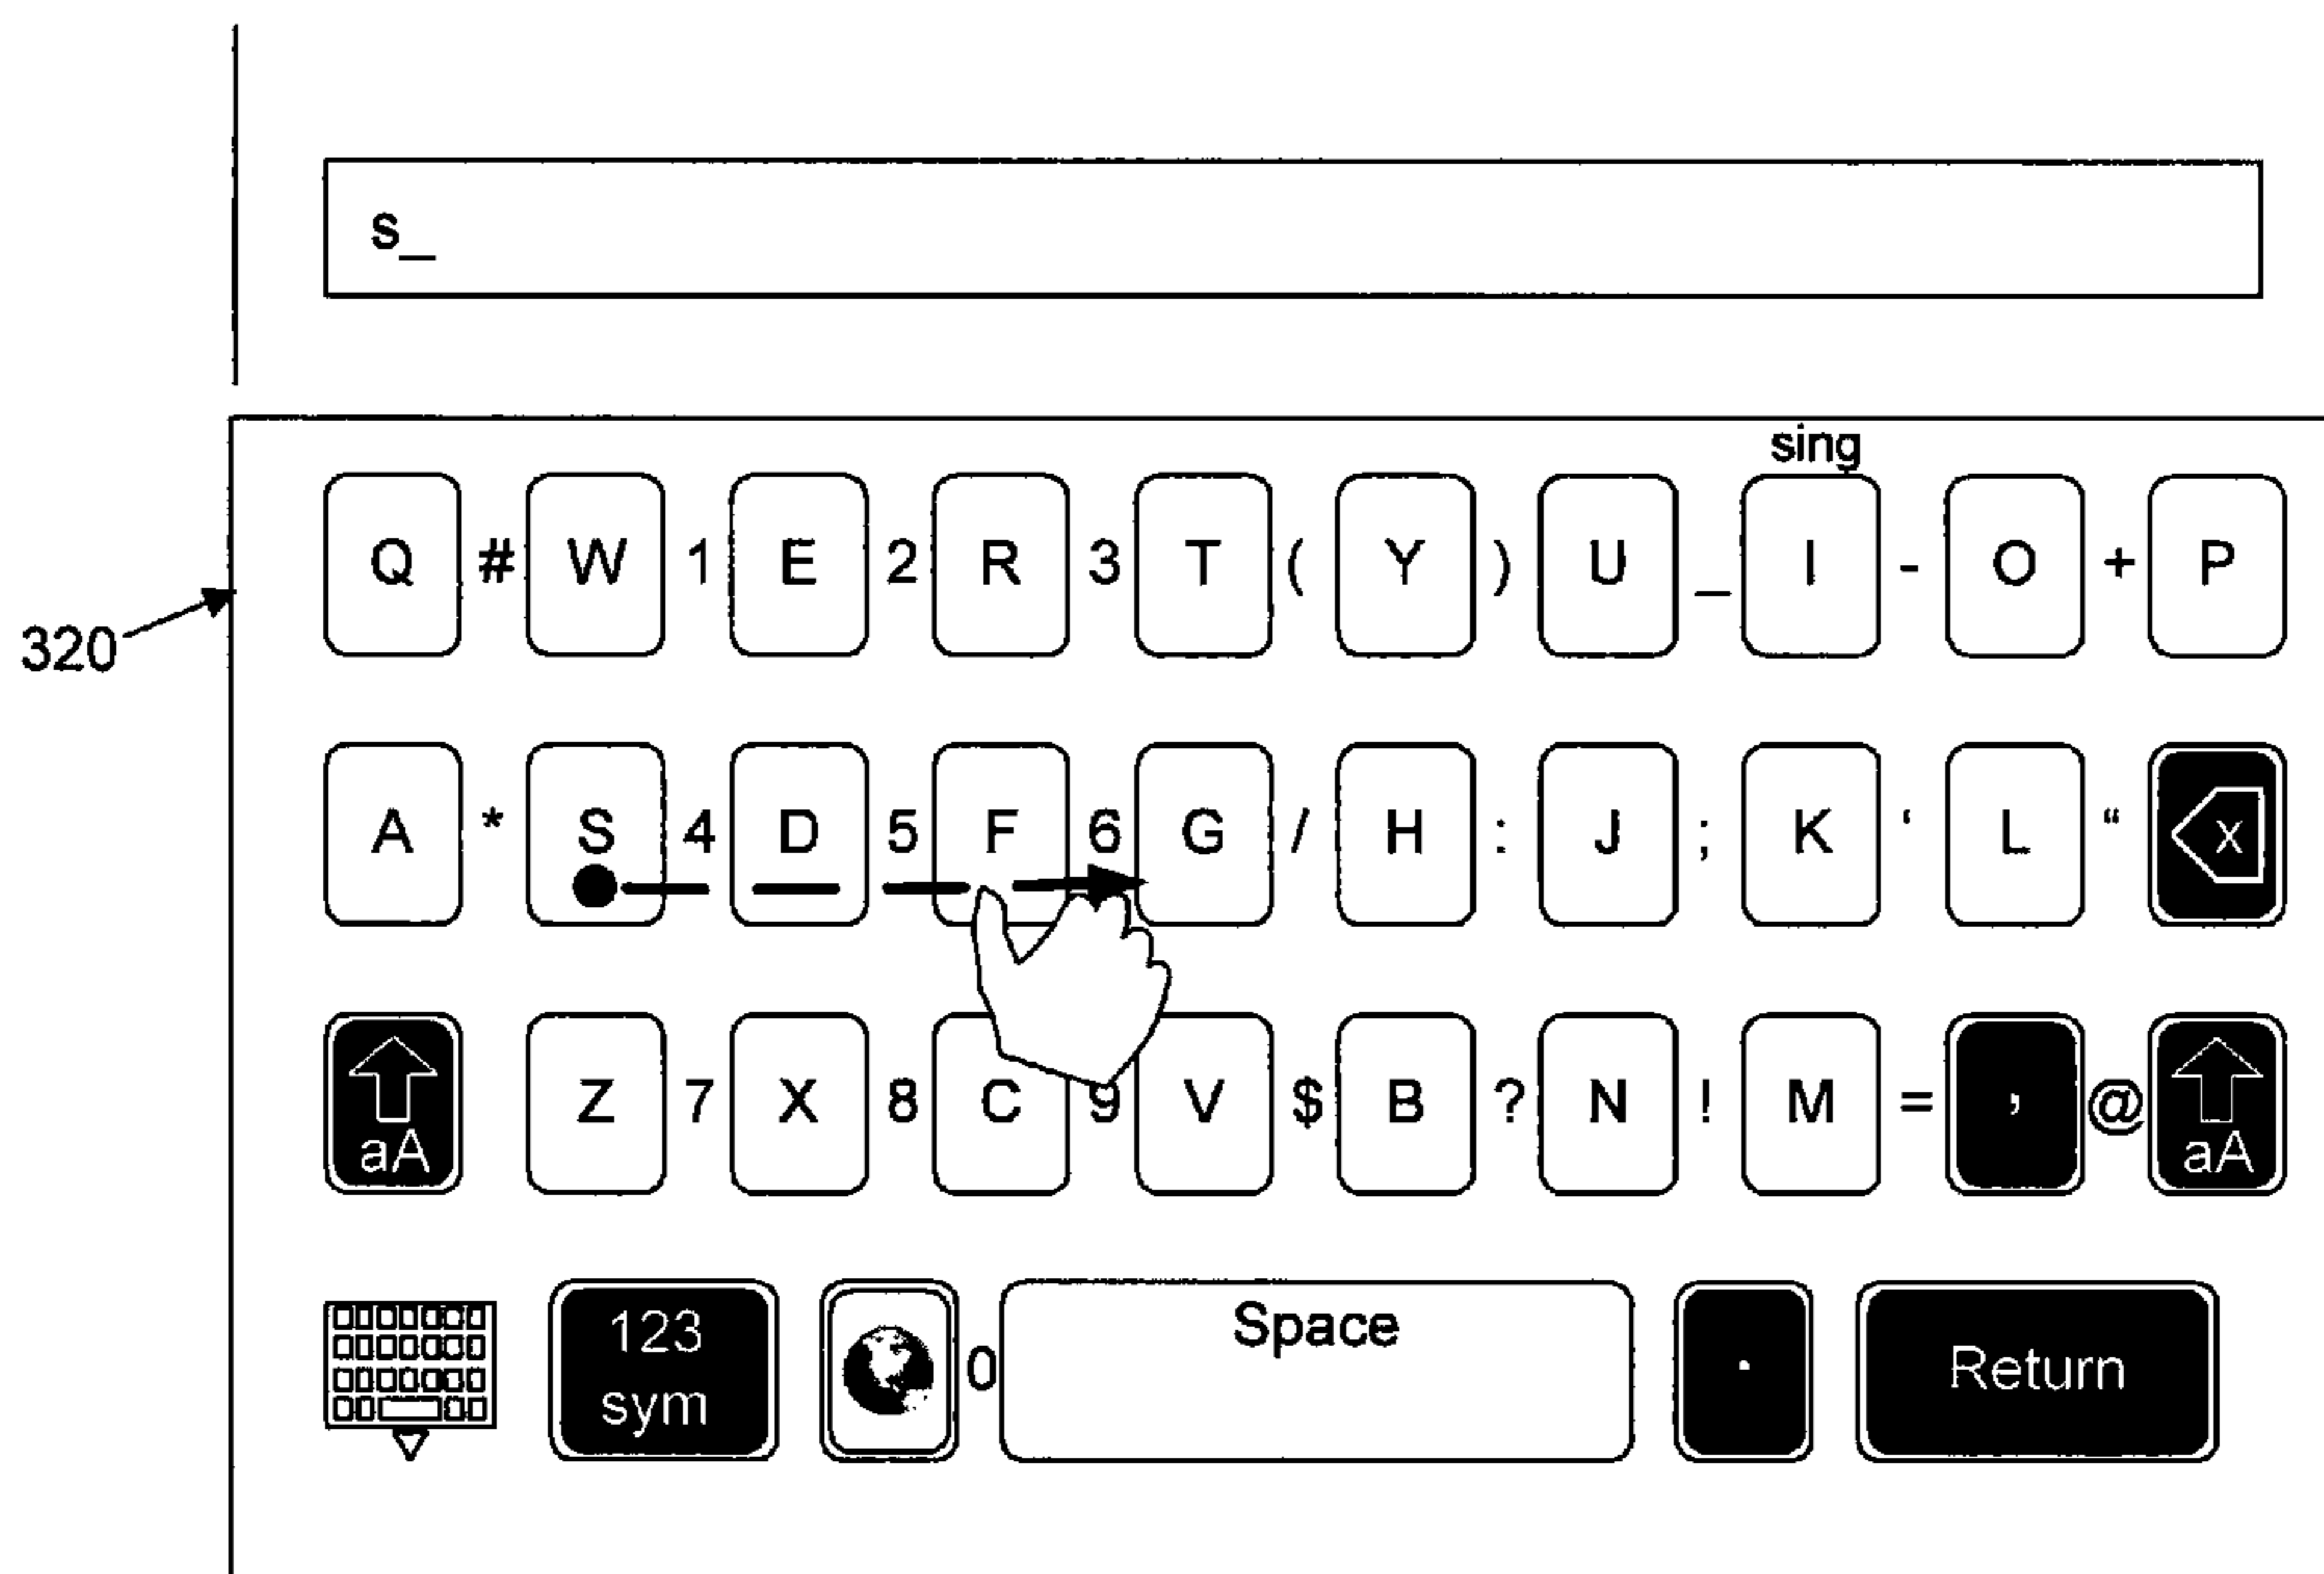 s_
sing
Q # W 1 E 2 R 3 T ( Y ) U _ I - O + P
320
A * S 4 D 5 F 6 G / H : J ; K ‘ L “ X
aA Z 7 X 8 C 9 V $ B ? N ! M = , @ aA
123
sym
0 Space . Return